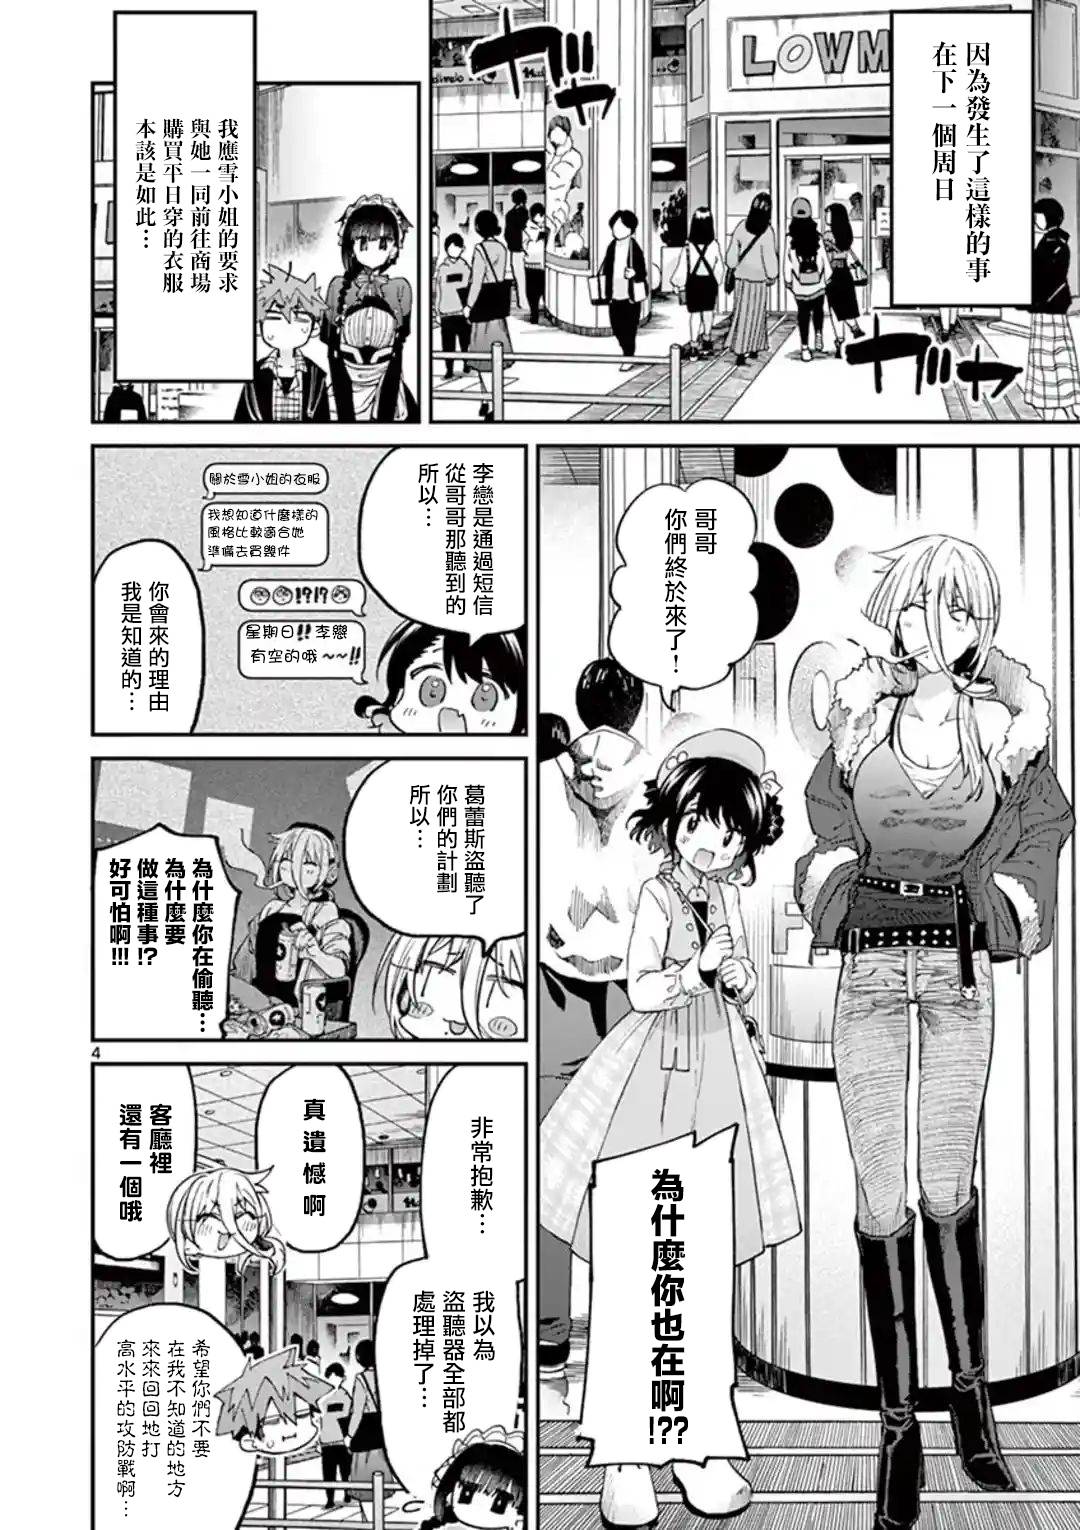 因為發生了這樣的事
在下一個周日
LOWM
ガヤ
ガヤ
我應雪小姐的要求
與她一同前往商場
購買平日穿的衣服
本該是如此…
哥哥
你們終於來了！
為什麼你也在啊
!??
李戀是通過短信
從哥哥那聽到的
所以…
關於雪小姐的衣服
我想知道什麼樣的
風格比較適合她
準備去買幾件
!?!?
星期日!!李戀
有空的哦~~!!
你會來的理由
我是知道的…
葛蕾斯盜聽了
你們的計劃
所以…
為什麼你在偷聽…
為什麼要
做這種事!?
好可怕啊!!!
4
非常抱歉…
我以為
盜聽器全部都
處理掉了…
真遺憾啊
客廳裡
還有一個哦
希望你們不要
在我不知道的地方
來來回回地打
高水平的攻防戰啊…